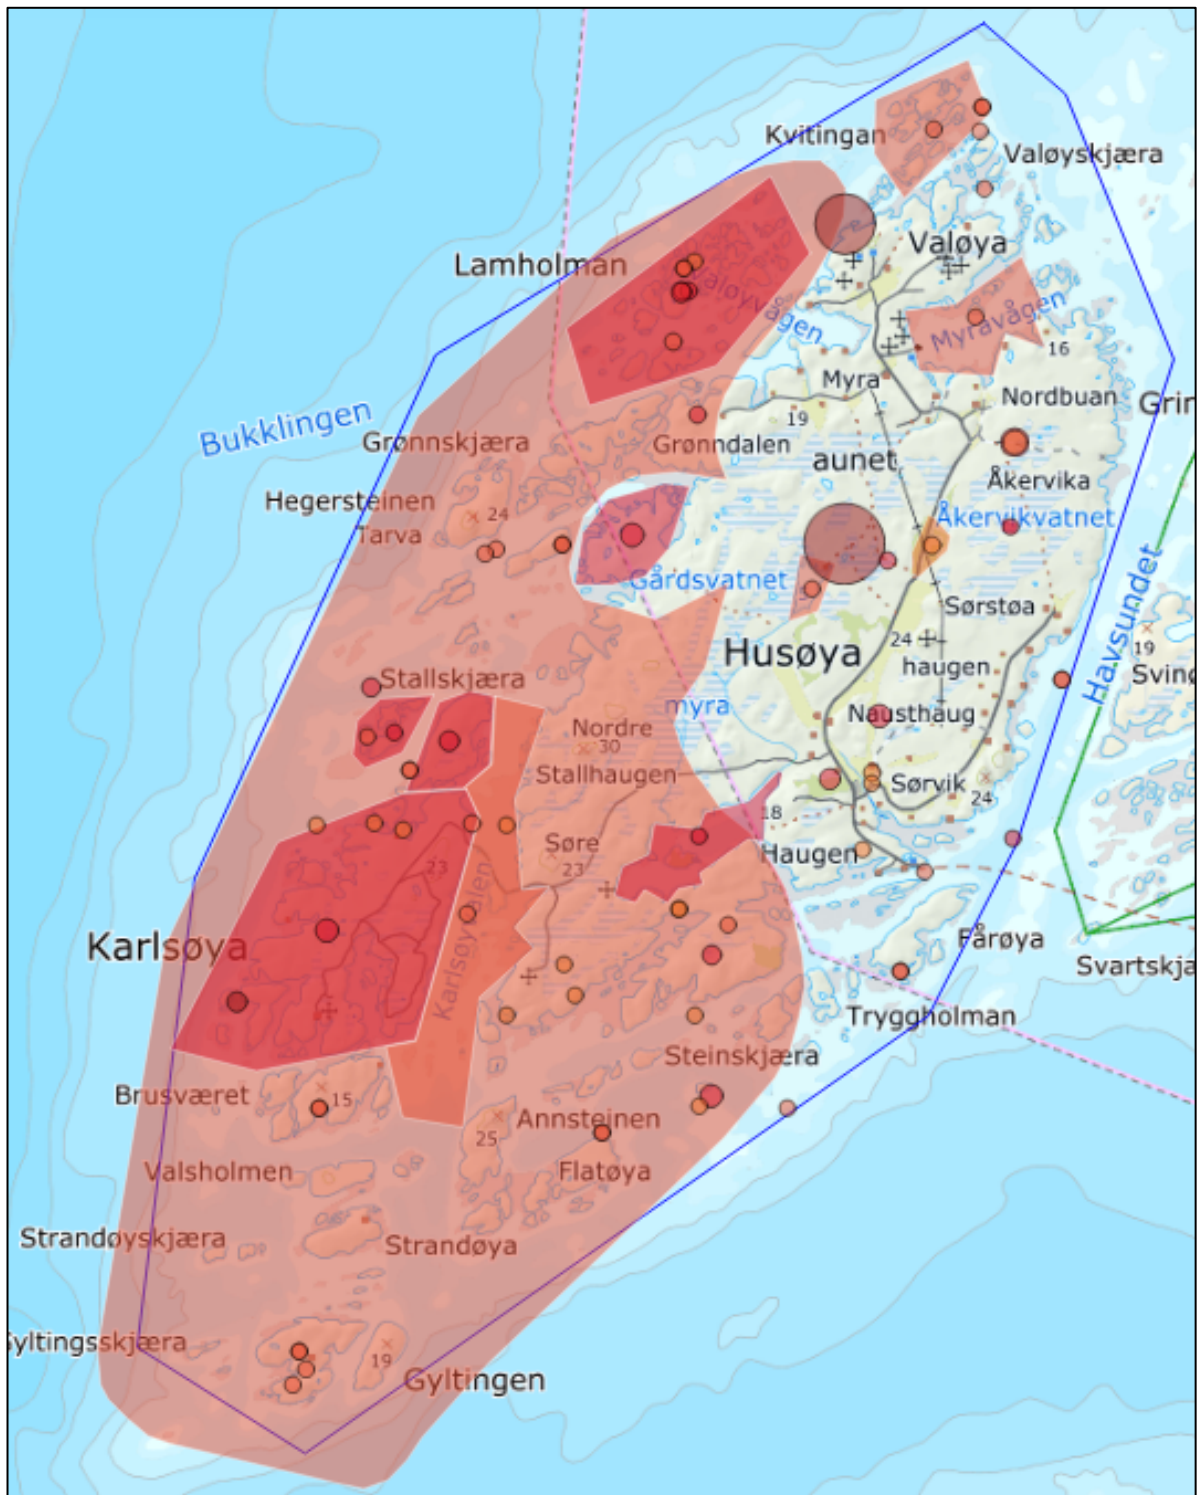 Kvitingan
Valøyskjæra
Valøya
Lamholman
Valøyvågen
Myravågen
16
Myra
Nordbuan
Bukklingen
19
Grønnskjæra
Grønndalen
aunet
Åkervika
Hegersteinen
24
Tarva
Åkervikvatnet
Gårdsvatnet
Sørstøa
Havsundet
Husøya
24
haugen
19
Stallskjæra
myra
Nausthaug
Nordre
30
Stallhaugen
Sørvik
24
18
Søre
23
23
Haugen
Karlsøya
Karlsøydalen
Fårøya
Tryggholman
Steinskjæra
Brusværet
15
Annsteinen
25
Valsholmen
Flatøya
Strandøyskjæra
Strandøya
19
Gyltingen